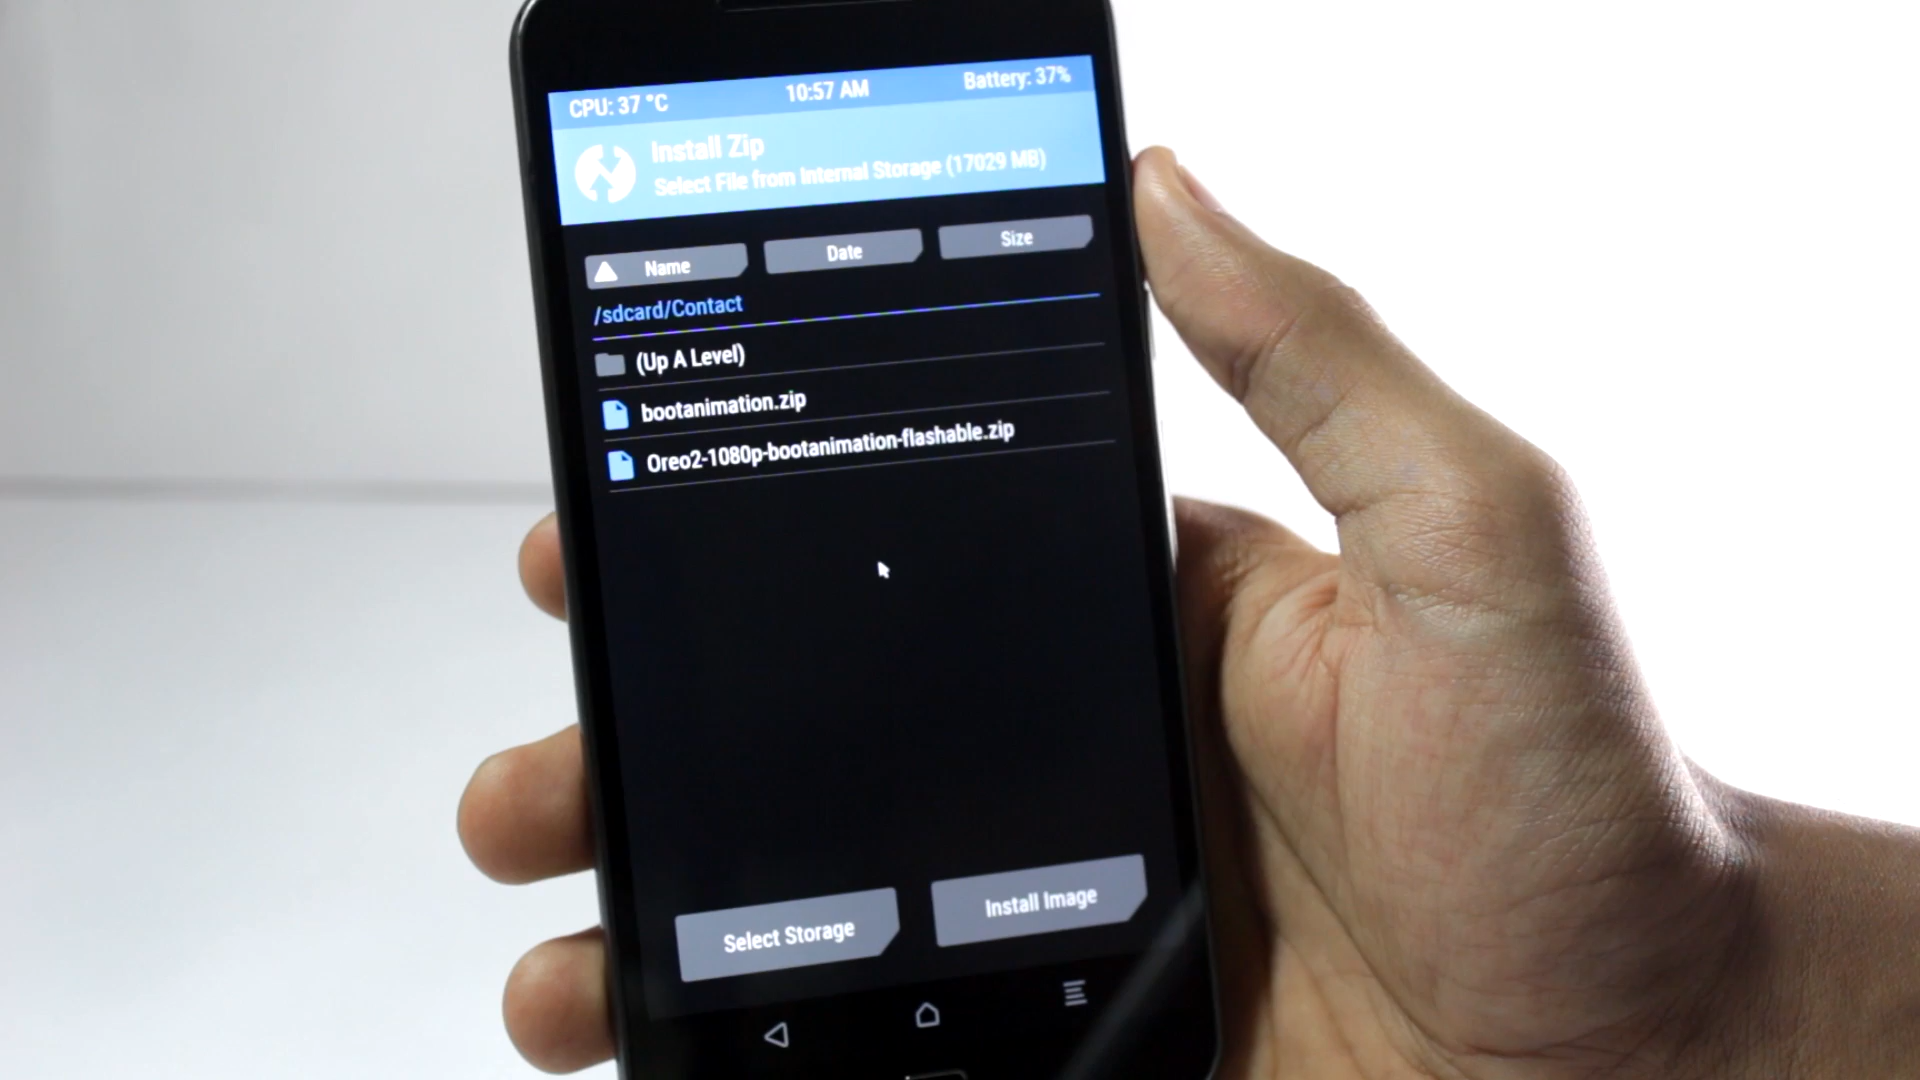 CPU: 37 °C 10:57 AM Battery: 37%
Install Zip
Select File from Internal Storage (17029 MB)
Name Date Size
/sdcard/Contact
(Up A Level)
bootanimation.zip
Oreo2-1080p-bootanimation-flashable.zip
Select Storage Install Image